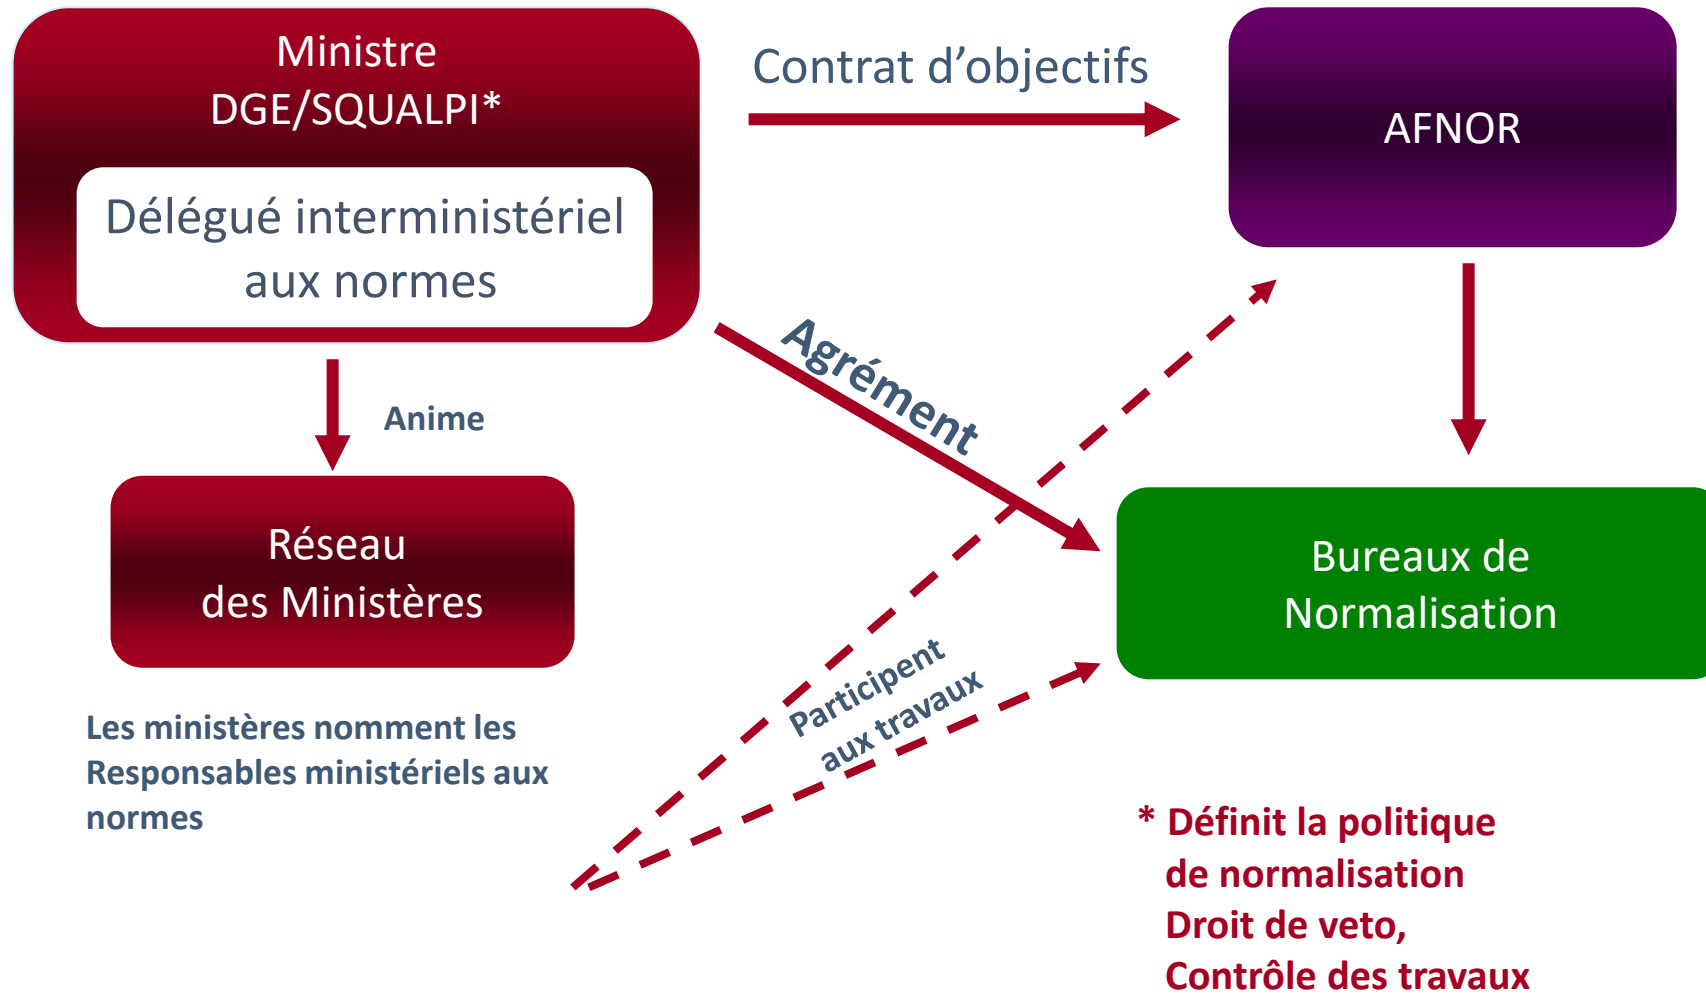 Ministre
DGE/SQUALPI*
Délégué interministériel
aux normes
Contrat d’objectifs
AFNOR
Agrément
Anime
Réseau
des Ministères
Bureaux de
Normalisation
Participent
aux travaux
Les ministères nomment les
Responsables ministériels aux
normes
* Définit la politique
de normalisation
Droit de veto,
Contrôle des travaux